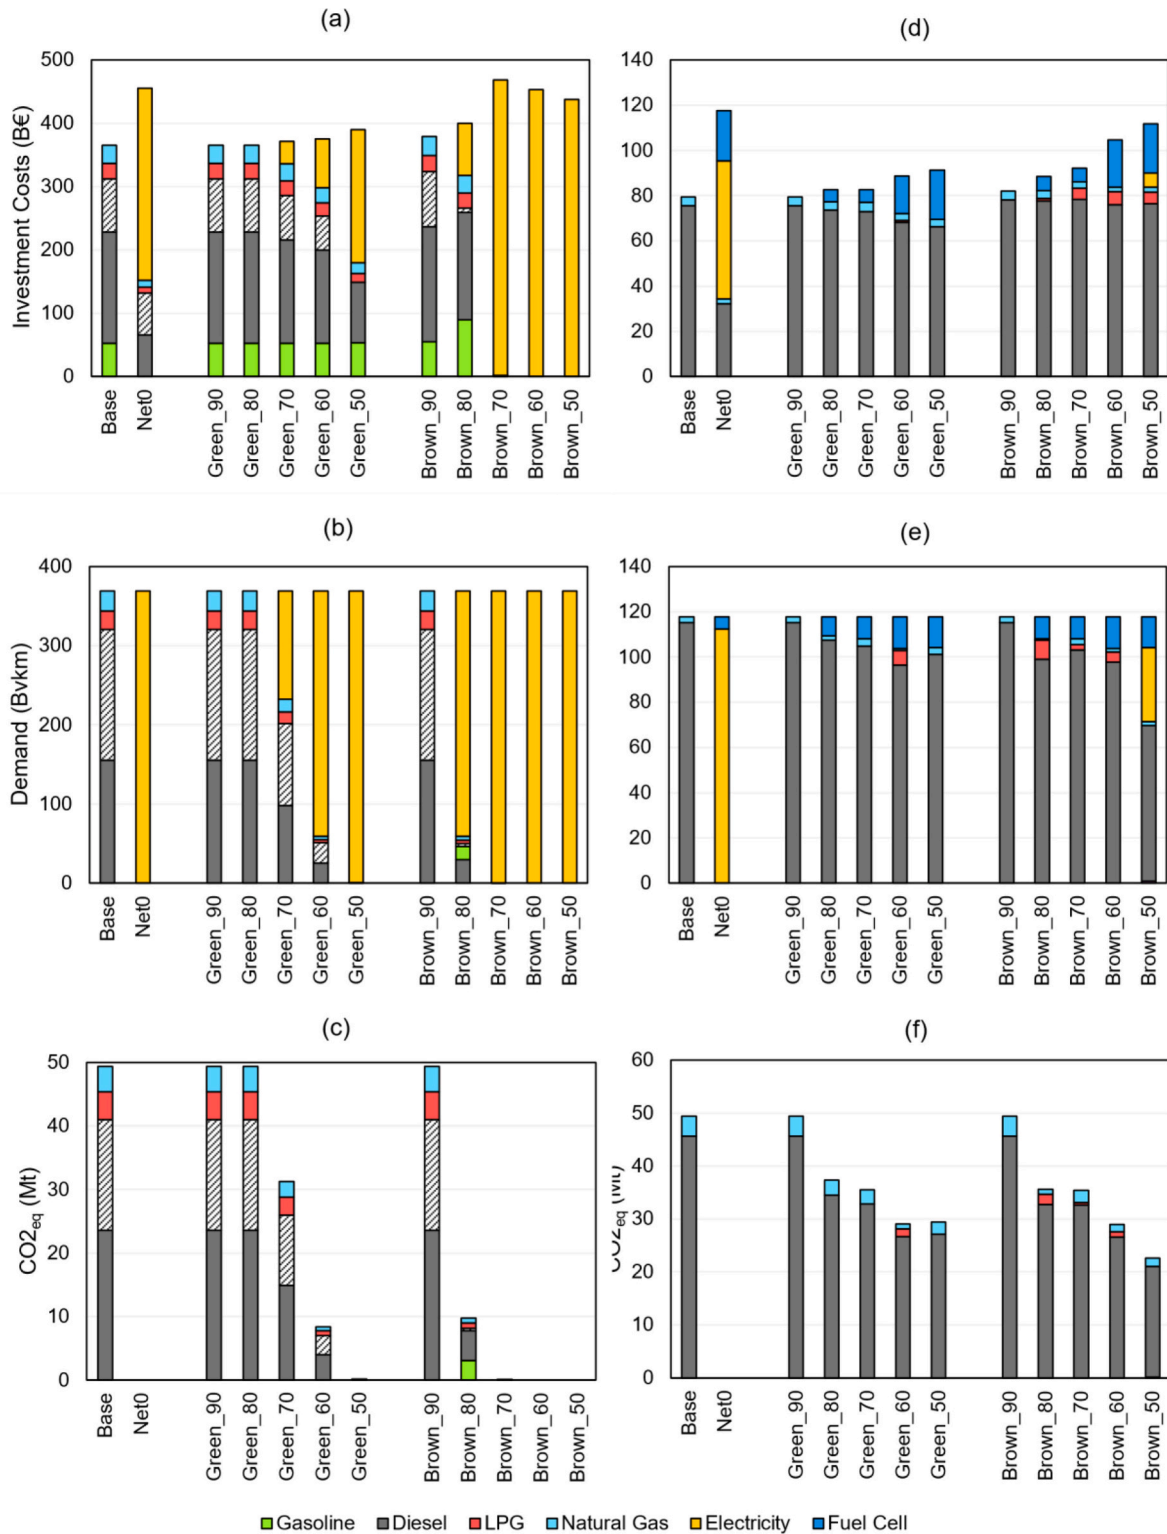 (a)
Investment Costs (B€)
500
400
300
200
100
0
Base
Net0
Green_90
Green_80
Green_70
Green_60
Green_50
Brown_90
Brown_80
Brown_70
Brown_60
Brown_50
(d)
140
120
100
80
60
40
20
0
Base
Net0
Green_90
Green_80
Green_70
Green_60
Green_50
Brown_90
Brown_80
Brown_70
Brown_60
Brown_50
(b)
Demand (Bvkm)
400
300
200
100
0
Base
Net0
Green_90
Green_80
Green_70
Green_60
Green_50
Brown_90
Brown_80
Brown_70
Brown_60
Brown_50
(e)
140
120
100
80
60
40
20
0
Base
Net0
Green_90
Green_80
Green_70
Green_60
Green_50
Brown_90
Brown_80
Brown_70
Brown_60
Brown_50
(c)
CO2eq (Mt)
50
40
30
20
10
0
Base
Net0
Green_90
Green_80
Green_70
Green_60
Green_50
Brown_90
Brown_80
Brown_70
Brown_60
Brown_50
(f)
CO2eq (Mt)
60
50
40
30
20
10
0
Base
Net0
Green_90
Green_80
Green_70
Green_60
Green_50
Brown_90
Brown_80
Brown_70
Brown_60
Brown_50
Gasoline Diesel LPG Natural Gas Electricity Fuel Cell